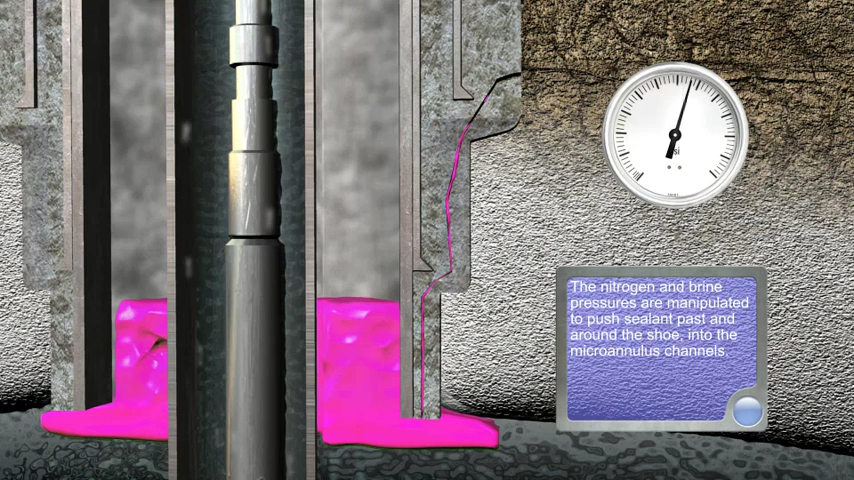 The nitrogen and brine
pressures are manipulated
to push sealant past and
around the shoe, into the
microannulus channels.